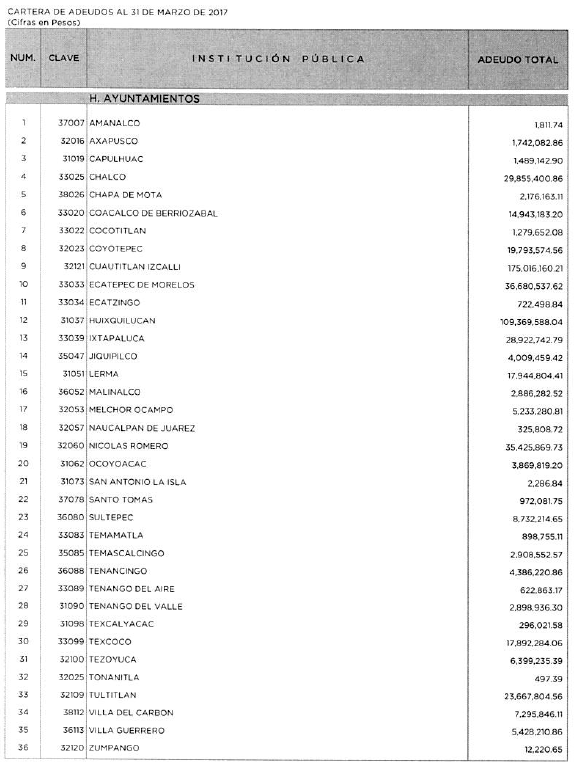 CARTERA DE ADEUDOS AL 31 DE MARZO DE 2017
(Cifras en Pesos)
NUM. CLAVE INSTITUCIÓN PÚBLICA ADEUDO TOTAL
H. AYUNTAMIENTOS
1 37007 AMANALCO 1,811.74
2 32016 AXAPUSCO 1,742,082.86
3 31019 CAPULHUAC 1,489,142.90
4 33025 CHALCO 29,855,400.86
5 38026 CHAPA DE MOTA 2,176,163.11
6 33020 COACALCO DE BERRIOZABAL 14,943,183.20
7 33022 COCOTITLAN 1,279,652.08
8 32023 COYOTEPEC 19,793,574.56
9 32121 CUAUTITLAN IZCALLI 175,016,160.21
10 33033 ECATEPEC DE MORELOS 36,680,537.62
11 33034 ECATZINGO 722,498.84
12 31037 HUIXQUILUCAN 109,369,588.04
13 33039 IXTAPALUCA 28,922,742.79
14 35047 JIQUIPILCO 4,009,459.42
15 31051 LERMA 17,944,804.41
16 36052 MALINALCO 2,886,282.52
17 32053 MELCHOR OCAMPO 5,233,280.81
18 32057 NAUCALPAN DE JUAREZ 325,808.72
19 32060 NICOLAS ROMERO 35,425,869.73
20 31062 OCOYOACAC 3,869,819.20
21 31073 SAN ANTONIO LA ISLA 2,286.84
22 37078 SANTO TOMAS 972,081.75
23 36080 SULTEPEC 8,732,214.65
24 33083 TEMAMATLA 898,755.11
25 35085 TEMASCALCINGO 2,908,552.57
26 36088 TENANCINGO 4,386,220.86
27 33089 TENANGO DEL AIRE 622,863.17
28 31090 TENANGO DEL VALLE 2,898,936.30
29 31098 TEXCALYACAC 296,021.58
30 33099 TEXCOCO 17,892,284.06
31 32100 TEZOYUCA 6,399,235.39
32 32025 TONANITLA 497.39
33 32109 TULTITLAN 23,667,804.56
34 38112 VILLA DEL CARBON 7,295,846.11
35 36113 VILLA GUERRERO 5,428,210.86
36 32120 ZUMPANGO 12,220.65